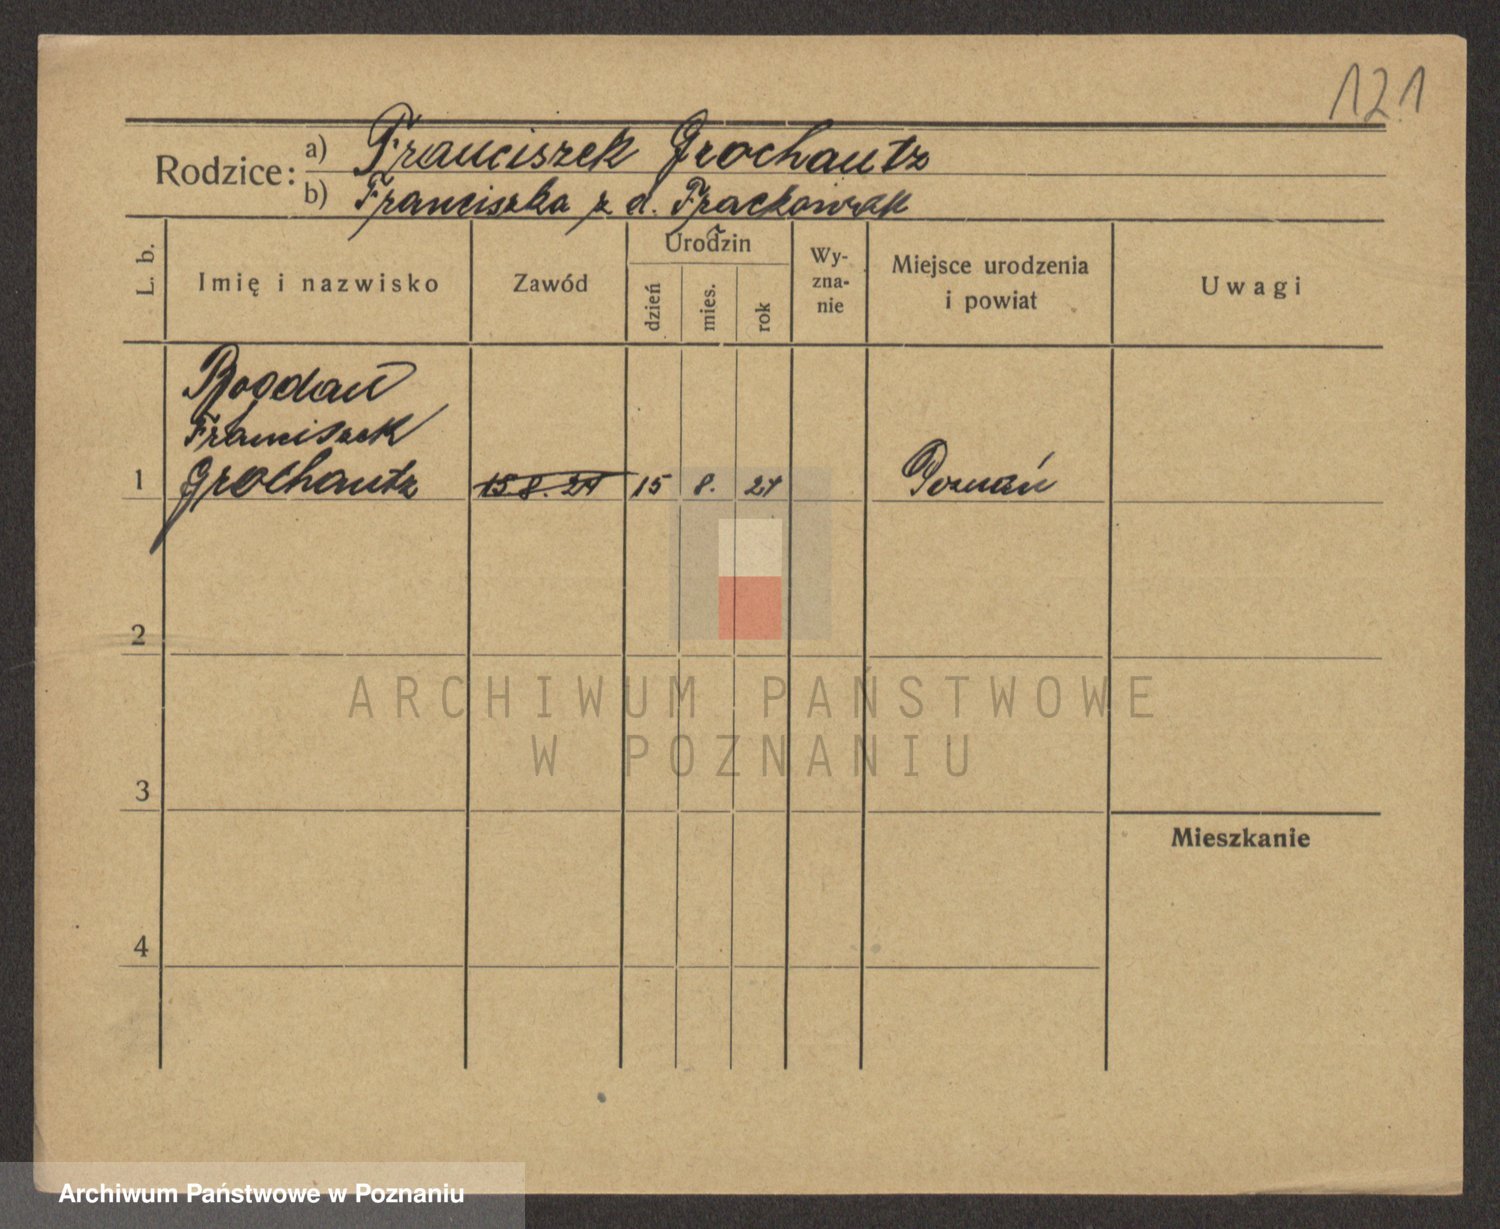 121
Rodzice: a) Franciszek Grochautz
b) Franciszka z d. Frackowiak
L. b.
Imię i nazwisko
Zawód
Urodzin
dzień
mies.
rok
Wy-
zna-
nie
Miejsce urodzenia
i powiat
Uwagi
Bogdan
Franciszek
1 Grochautz 15 8. 21 15 8. 21 Poznań
2
ARCHIWUM PAŃSTWOWE
W POZNANIU
3
Mieszkanie
4
Archiwum Państwowe w Poznaniu